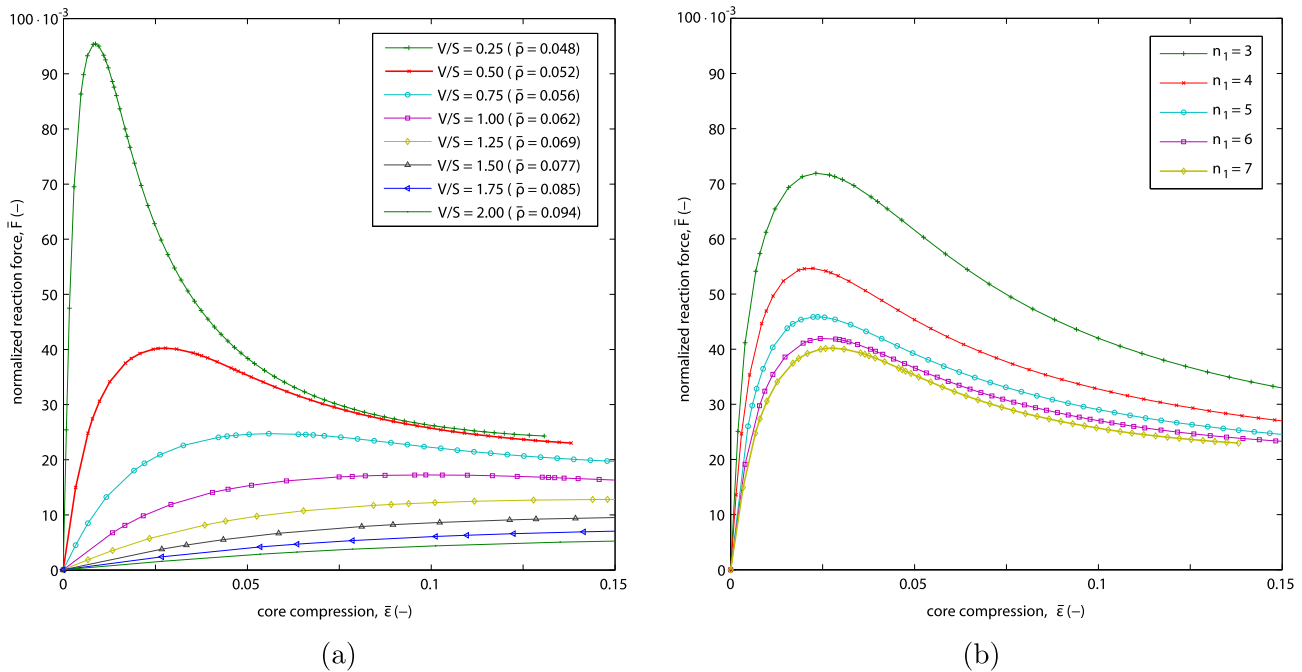 100 · 10⁻³
90
80
70
60
50
40
30
20
10
0
0
0.05
0.1
0.15
normalized reaction force, F̄ (–)
core compression, ε̄ (–)
V/S = 0.25 ( ρ̄ = 0.048)
V/S = 0.50 ( ρ̄ = 0.052)
V/S = 0.75 ( ρ̄ = 0.056)
V/S = 1.00 ( ρ̄ = 0.062)
V/S = 1.25 ( ρ̄ = 0.069)
V/S = 1.50 ( ρ̄ = 0.077)
V/S = 1.75 ( ρ̄ = 0.085)
V/S = 2.00 ( ρ̄ = 0.094)
(a)
100 · 10⁻³
90
80
70
60
50
40
30
20
10
0
0
0.05
0.1
0.15
normalized reaction force, F̄ (–)
core compression, ε̄ (–)
n₁ = 3
n₁ = 4
n₁ = 5
n₁ = 6
n₁ = 7
(b)